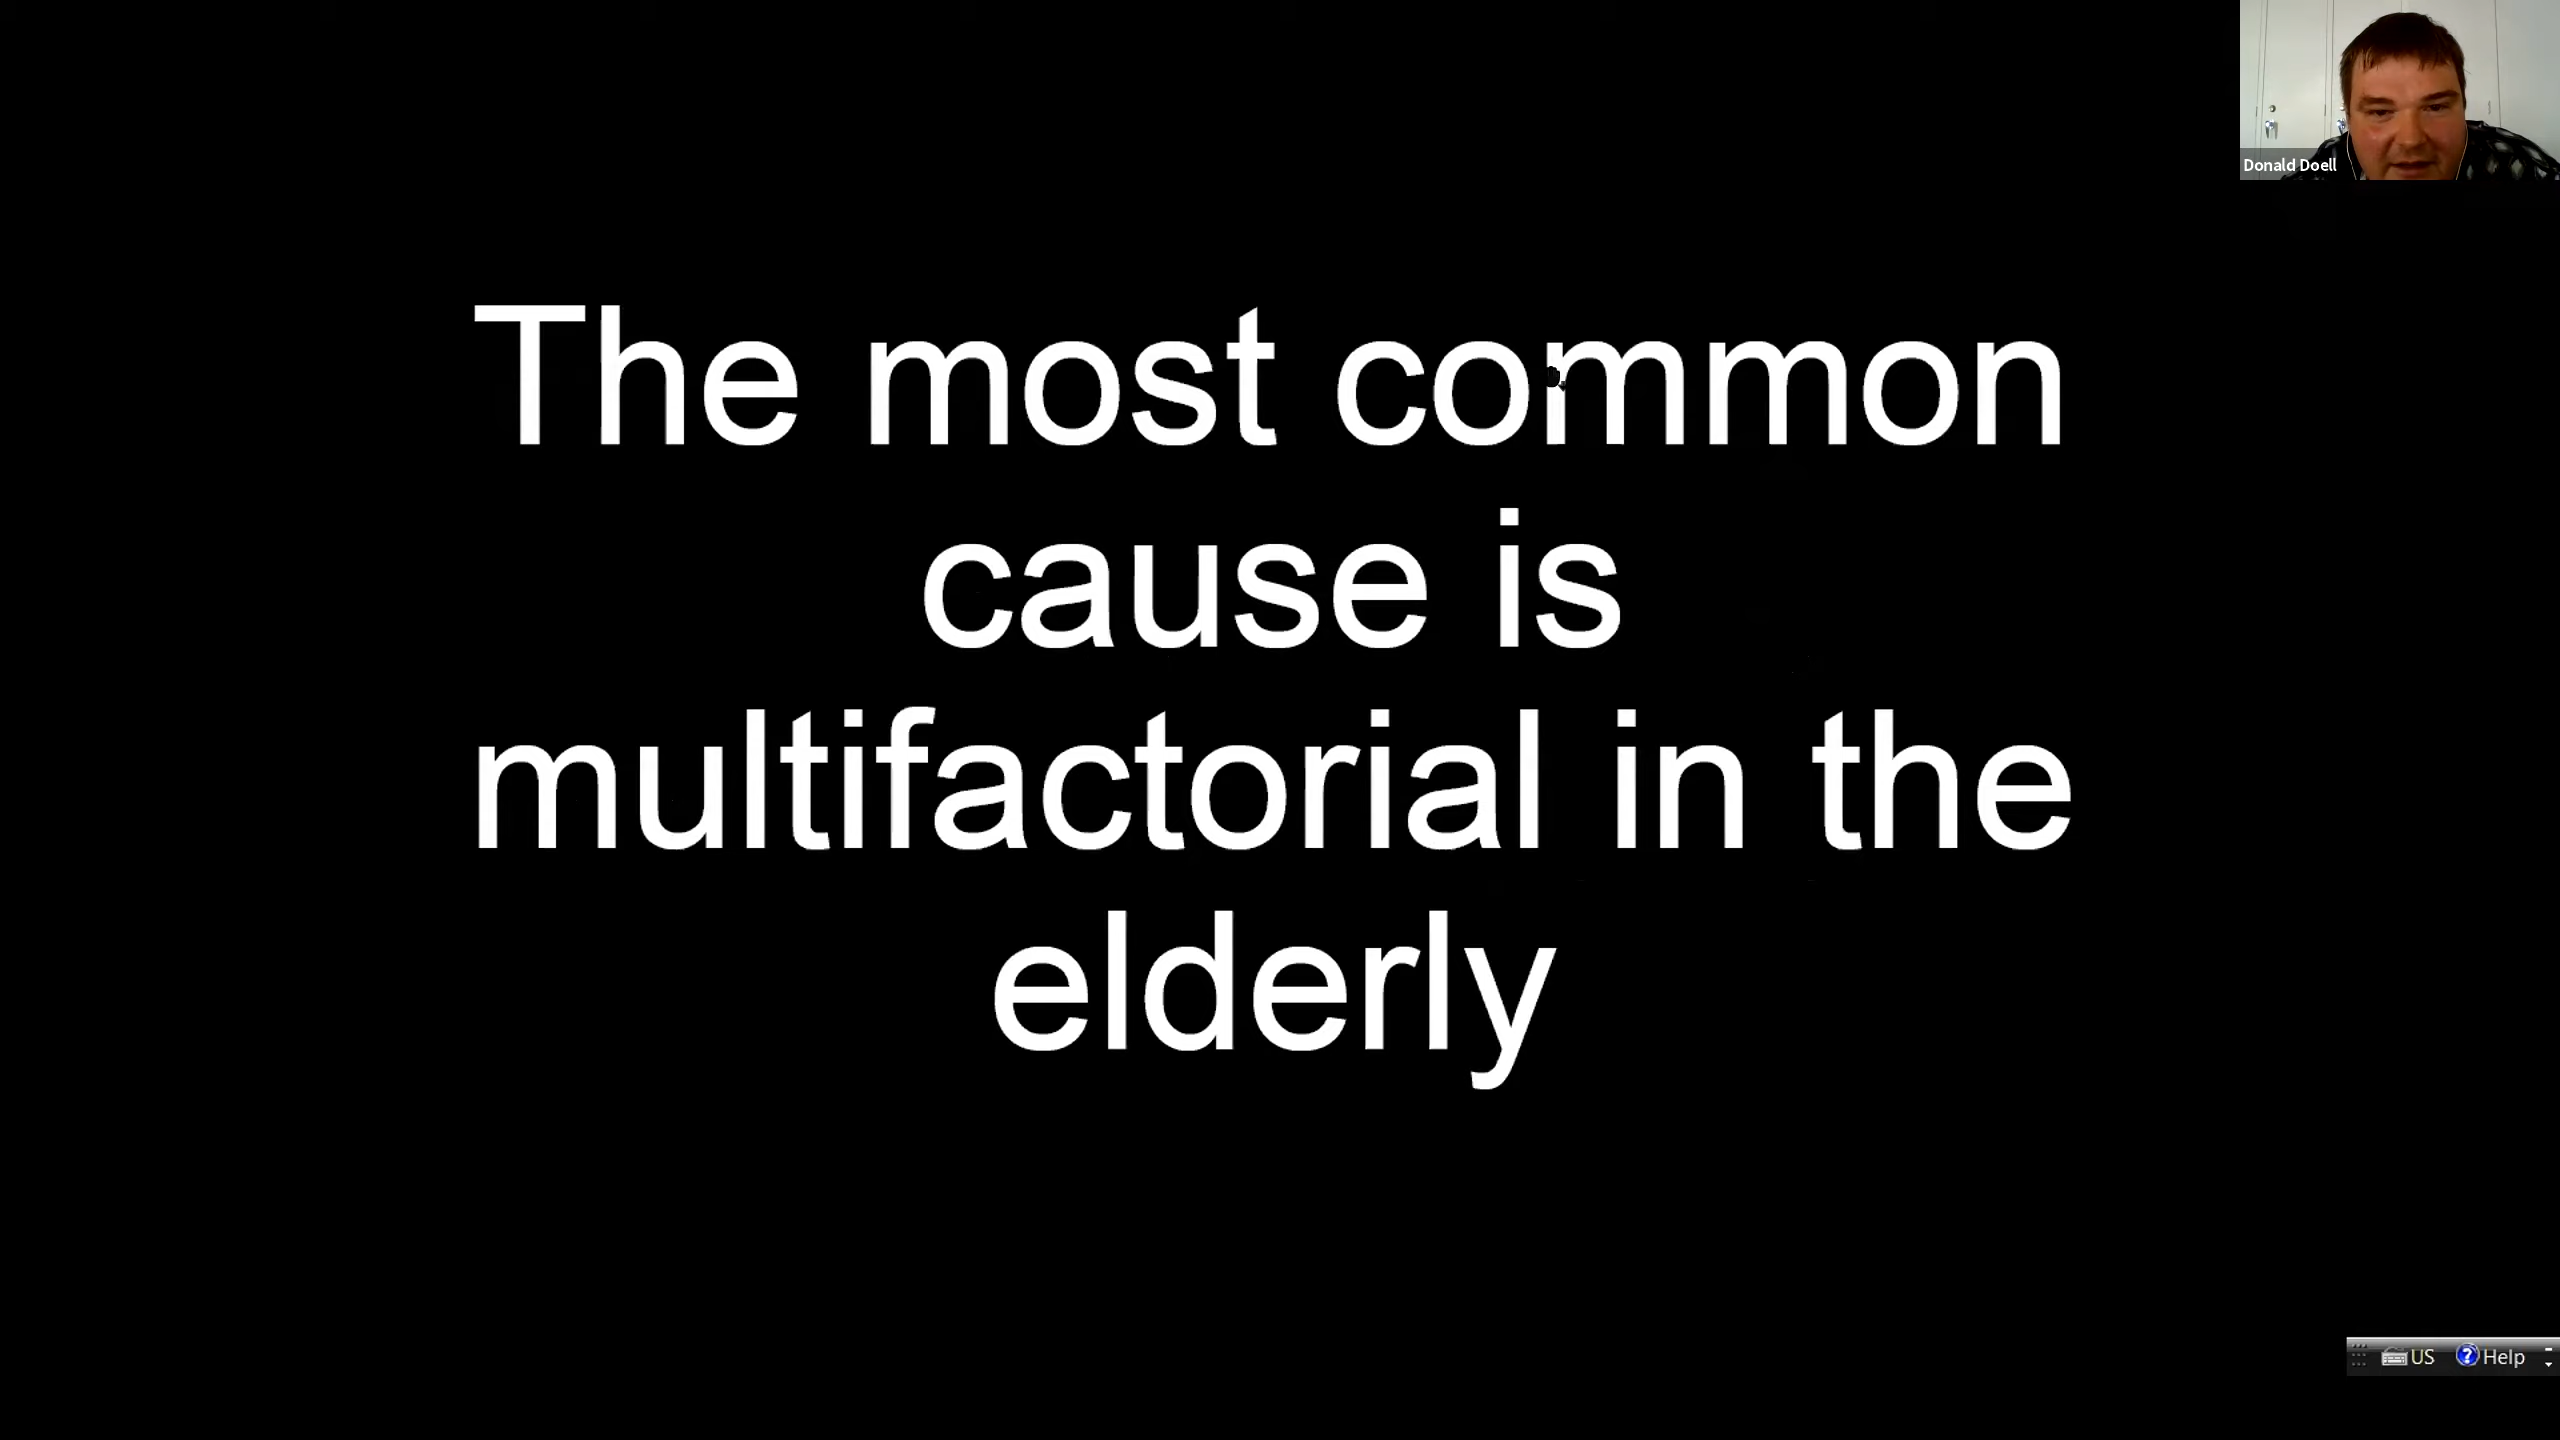 Donald Doell
The most common
cause is
multifactorial in the
elderly
US
? Help